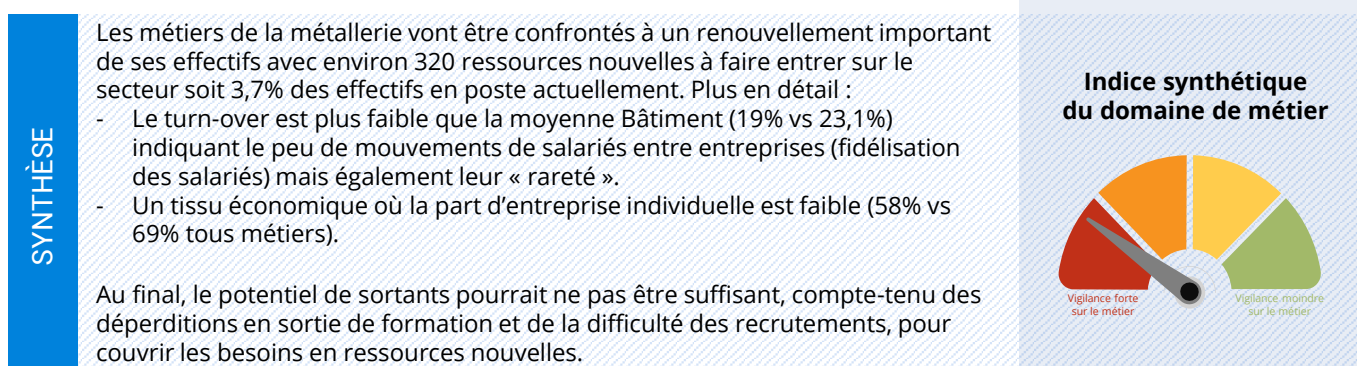 SYNTHÈSE
Les métiers de la métallerie vont être confrontés à un renouvellement important
de ses effectifs avec environ 320 ressources nouvelles à faire entrer sur le
secteur soit 3,7% des effectifs en poste actuellement. Plus en détail :
- Le turn-over est plus faible que la moyenne Bâtiment (19% vs 23,1%)
indiquant le peu de mouvements de salariés entre entreprises (fidélisation
des salariés) mais également leur « rareté ».
- Un tissu économique où la part d'entreprise individuelle est faible (58% vs
69% tous métiers).
Au final, le potentiel de sortants pourrait ne pas être suffisant, compte-tenu des
déperditions en sortie de formation et de la difficulté des recrutements, pour
couvrir les besoins en ressources nouvelles.
Indice synthétique
du domaine de métier
Vigilance forte
sur le métier
Vigilance moindre
sur le métier